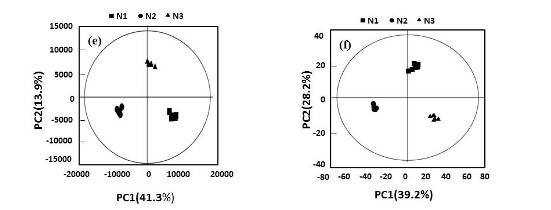 N1 N2 N3
(e)
15000
10000
5000
0
-5000
-10000
-15000
PC2(13.9%)
-20000 -10000 0 10000 20000
PC1(41.3%)
N1 N2 N3
(f)
40
20
0
-20
-40
PC2(28.2%)
-80 -60 -40 -20 0 20 40 60 80
PC1(39.2%)